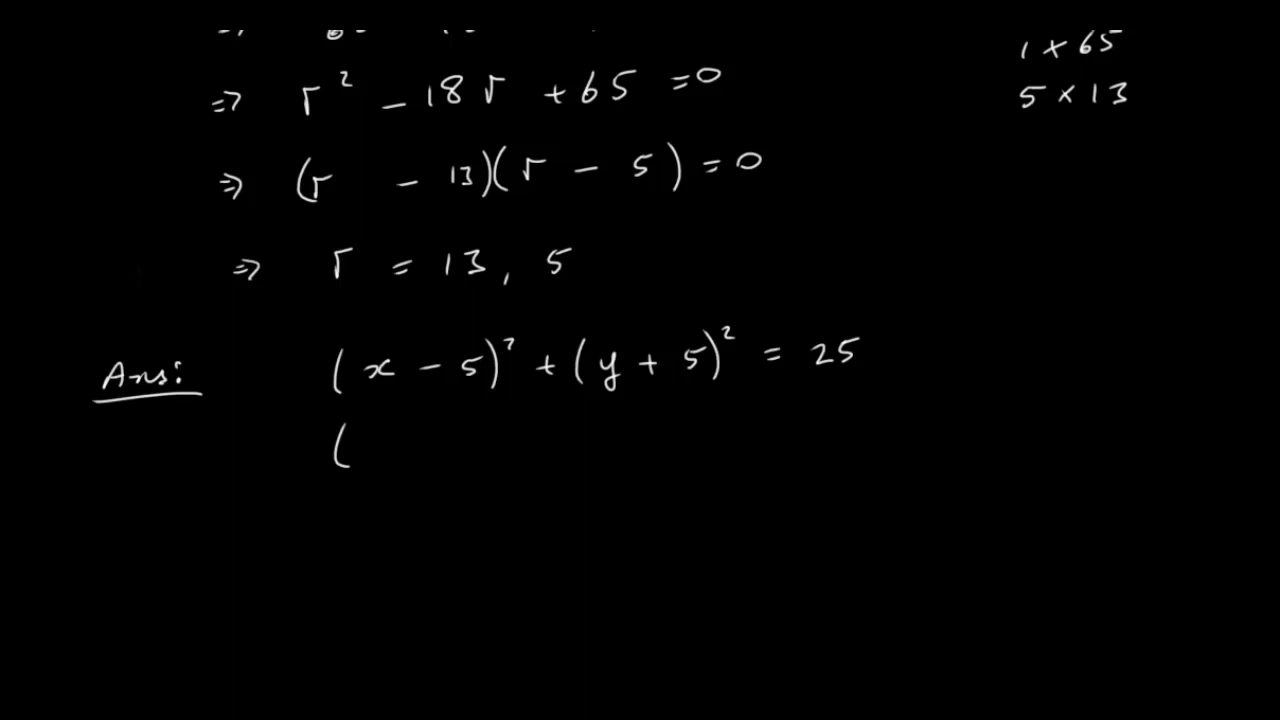 1 × 65
⇒ r² - 18r + 65 = 0
5 × 13
⇒ (r - 13)(r - 5) = 0
⇒ r = 13, 5
Ans: (x - 5)² + (y + 5)² = 25
(